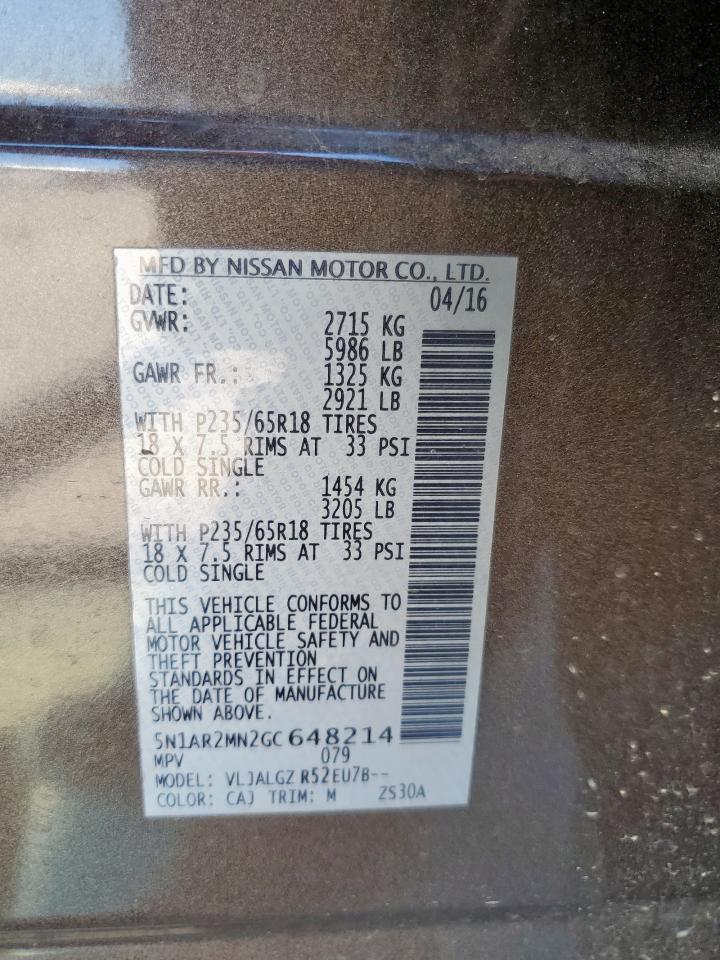 MFD BY NISSAN MOTOR CO., LTD.
DATE: 04/16
GVWR: 2715 KG
5986 LB
GAWR FR.: 1325 KG
2921 LB
WITH P235/65R18 TIRES
18 X 7.5 RIMS AT 33 PSI
COLD SINGLE
GAWR RR.: 1454 KG
3205 LB
WITH P235/65R18 TIRES
18 X 7.5 RIMS AT 33 PSI
COLD SINGLE
THIS VEHICLE CONFORMS TO
ALL APPLICABLE FEDERAL
MOTOR VEHICLE SAFETY AND
THEFT PREVENTION
STANDARDS IN EFFECT ON
THE DATE OF MANUFACTURE
SHOWN ABOVE.
5N1AR2MN2GC648214
MPV 079
MODEL: VLJALGZ R52EU7B--
COLOR: CAJ TRIM: M ZS30A